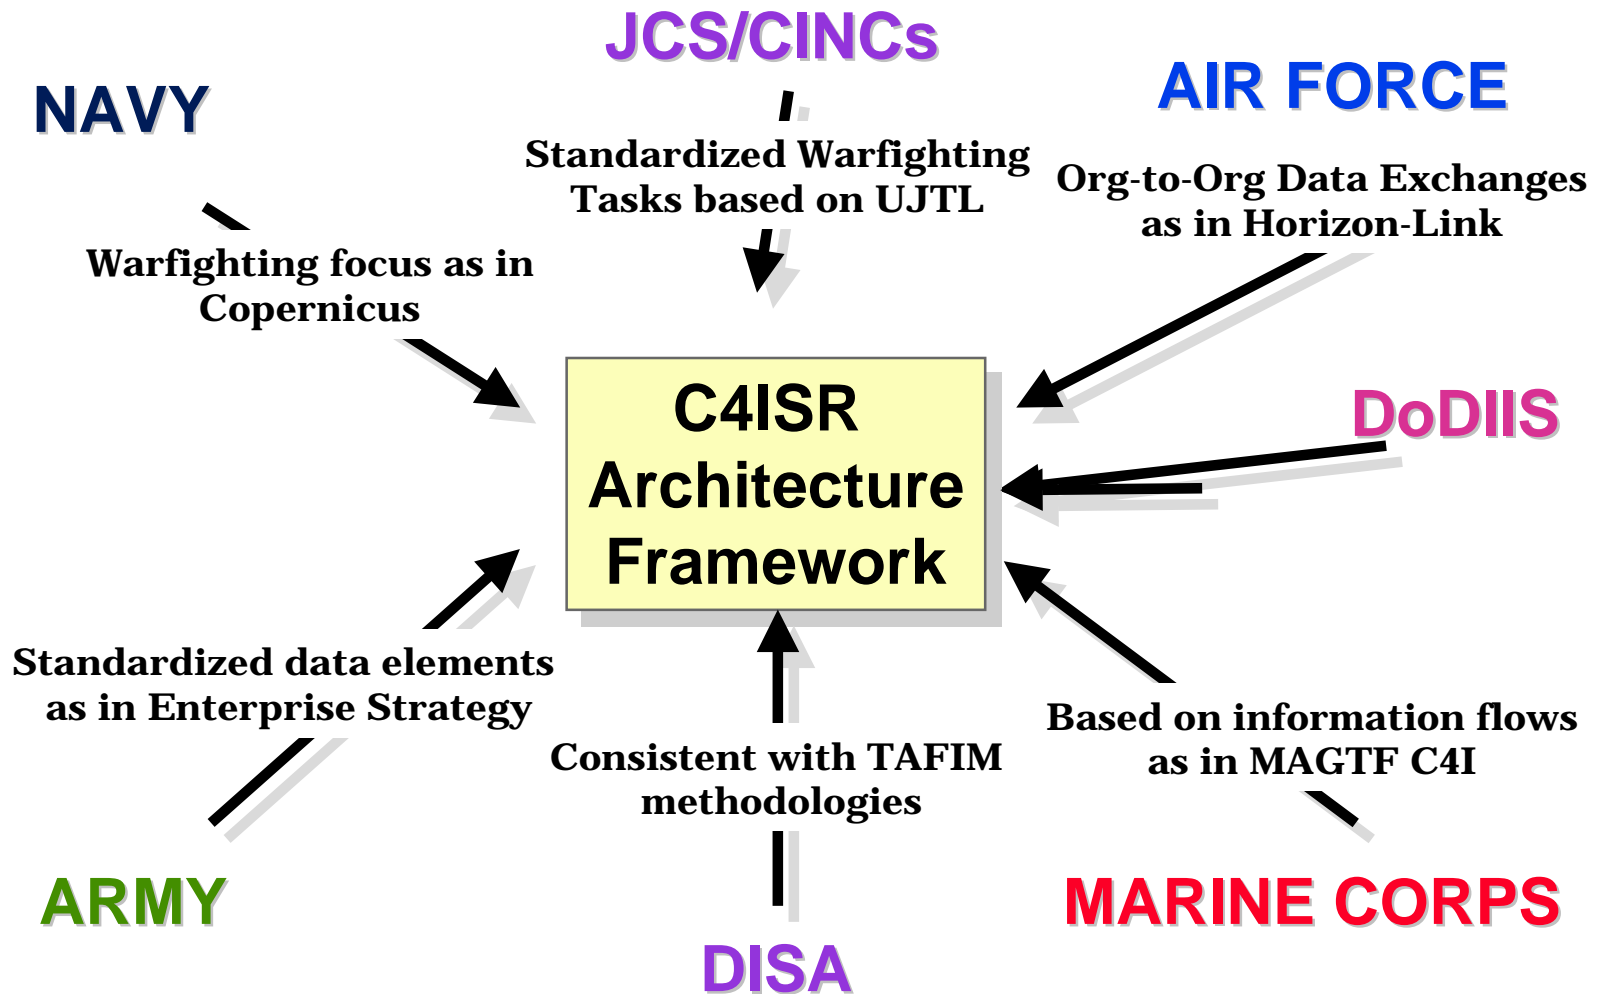 JCS/CINCs
NAVY
AIR FORCE
Standardized Warfighting
Tasks based on UJTL
Org-to-Org Data Exchanges
as in Horizon-Link
Warfighting focus as in
Copernicus
C4ISR
Architecture
Framework
DoDIIS
Standardized data elements
as in Enterprise Strategy
Consistent with TAFIM
methodologies
Based on information flows
as in MAGTF C4I
ARMY
MARINE CORPS
DISA